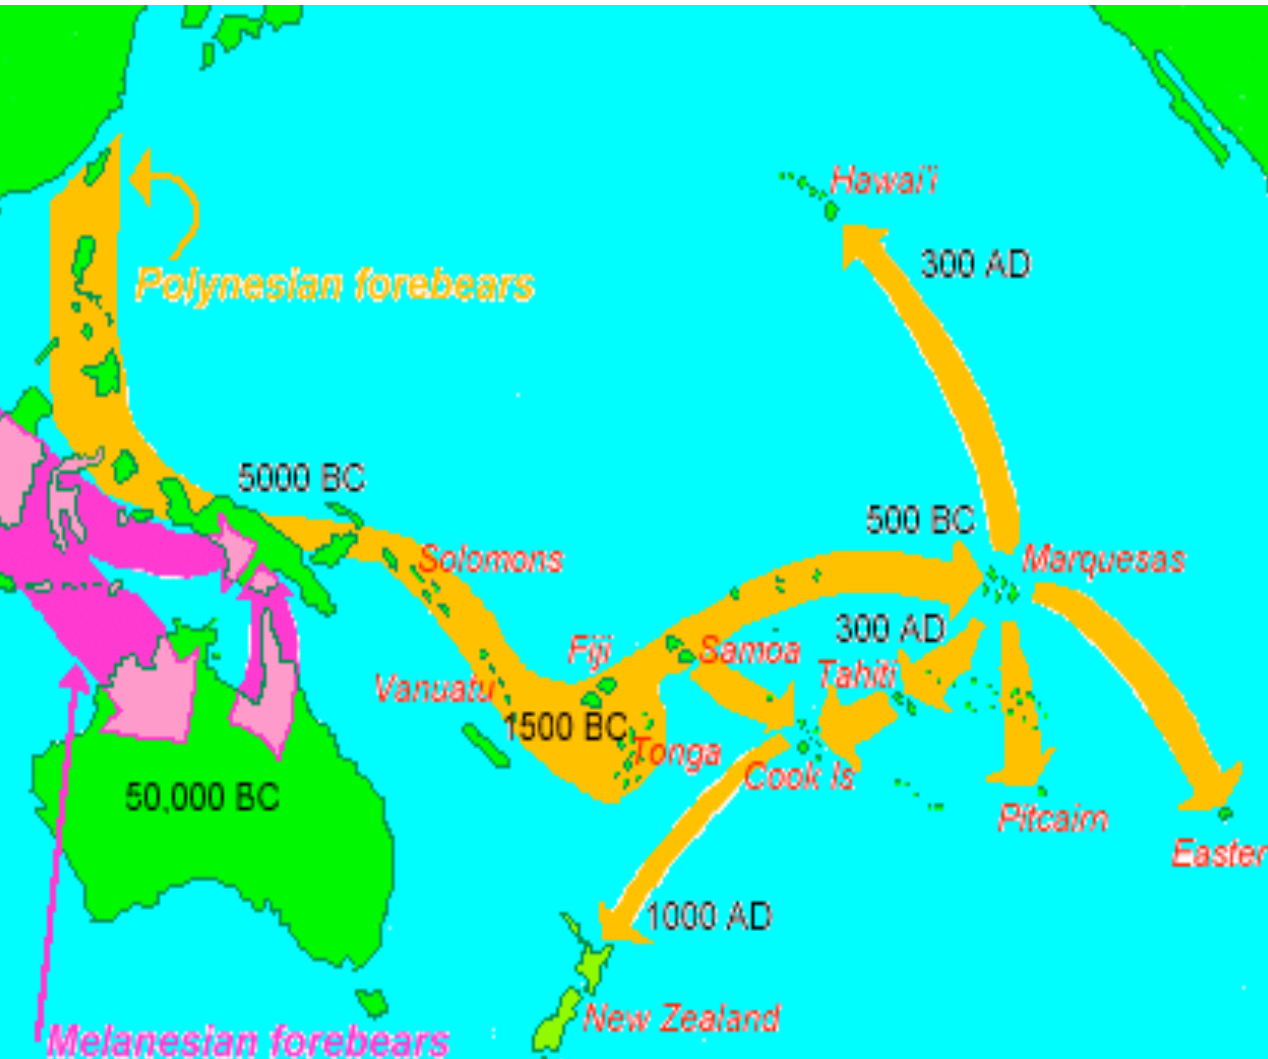 Hawai'i
300 AD
Polynesian forebears
5000 BC
500 BC
Solomons
Marquesas
300 AD
Fiji
Samoa
Tahiti
Vanuatu
1500 BC
Tonga
Cook Is
50,000 BC
Pitcairn
Easter
1000 AD
New Zealand
Melanesian forebears